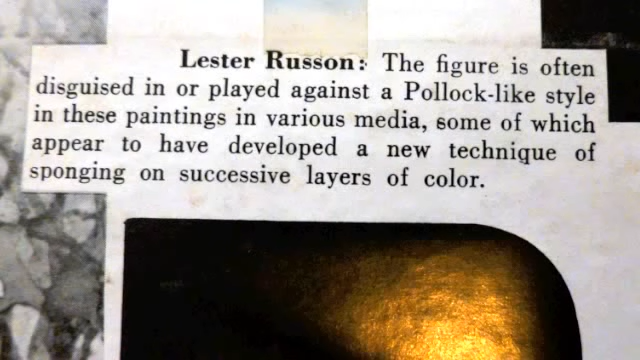 Lester Russon: The figure is often
disguised in or played against a Pollock-like style
in these paintings in various media, some of which
appear to have developed a new technique of
sponging on successive layers of color.